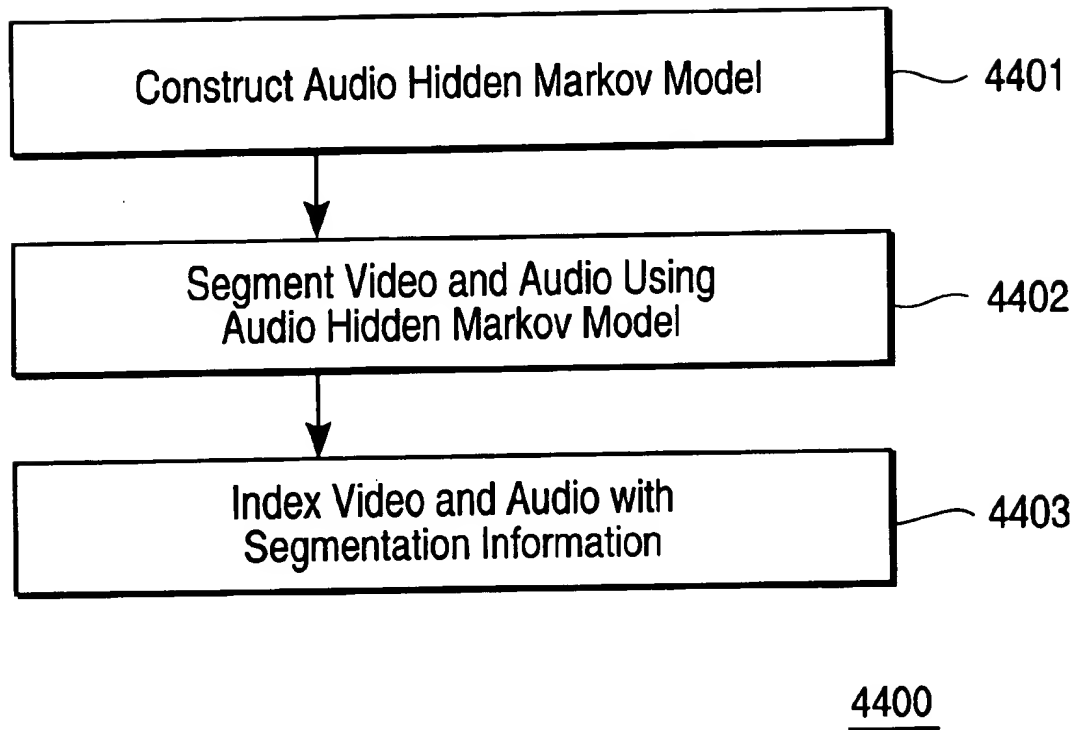 Construct Audio Hidden Markov Model
4401
Segment Video and Audio Using
Audio Hidden Markov Model
4402
Index Video and Audio with
Segmentation Information
4403
4400